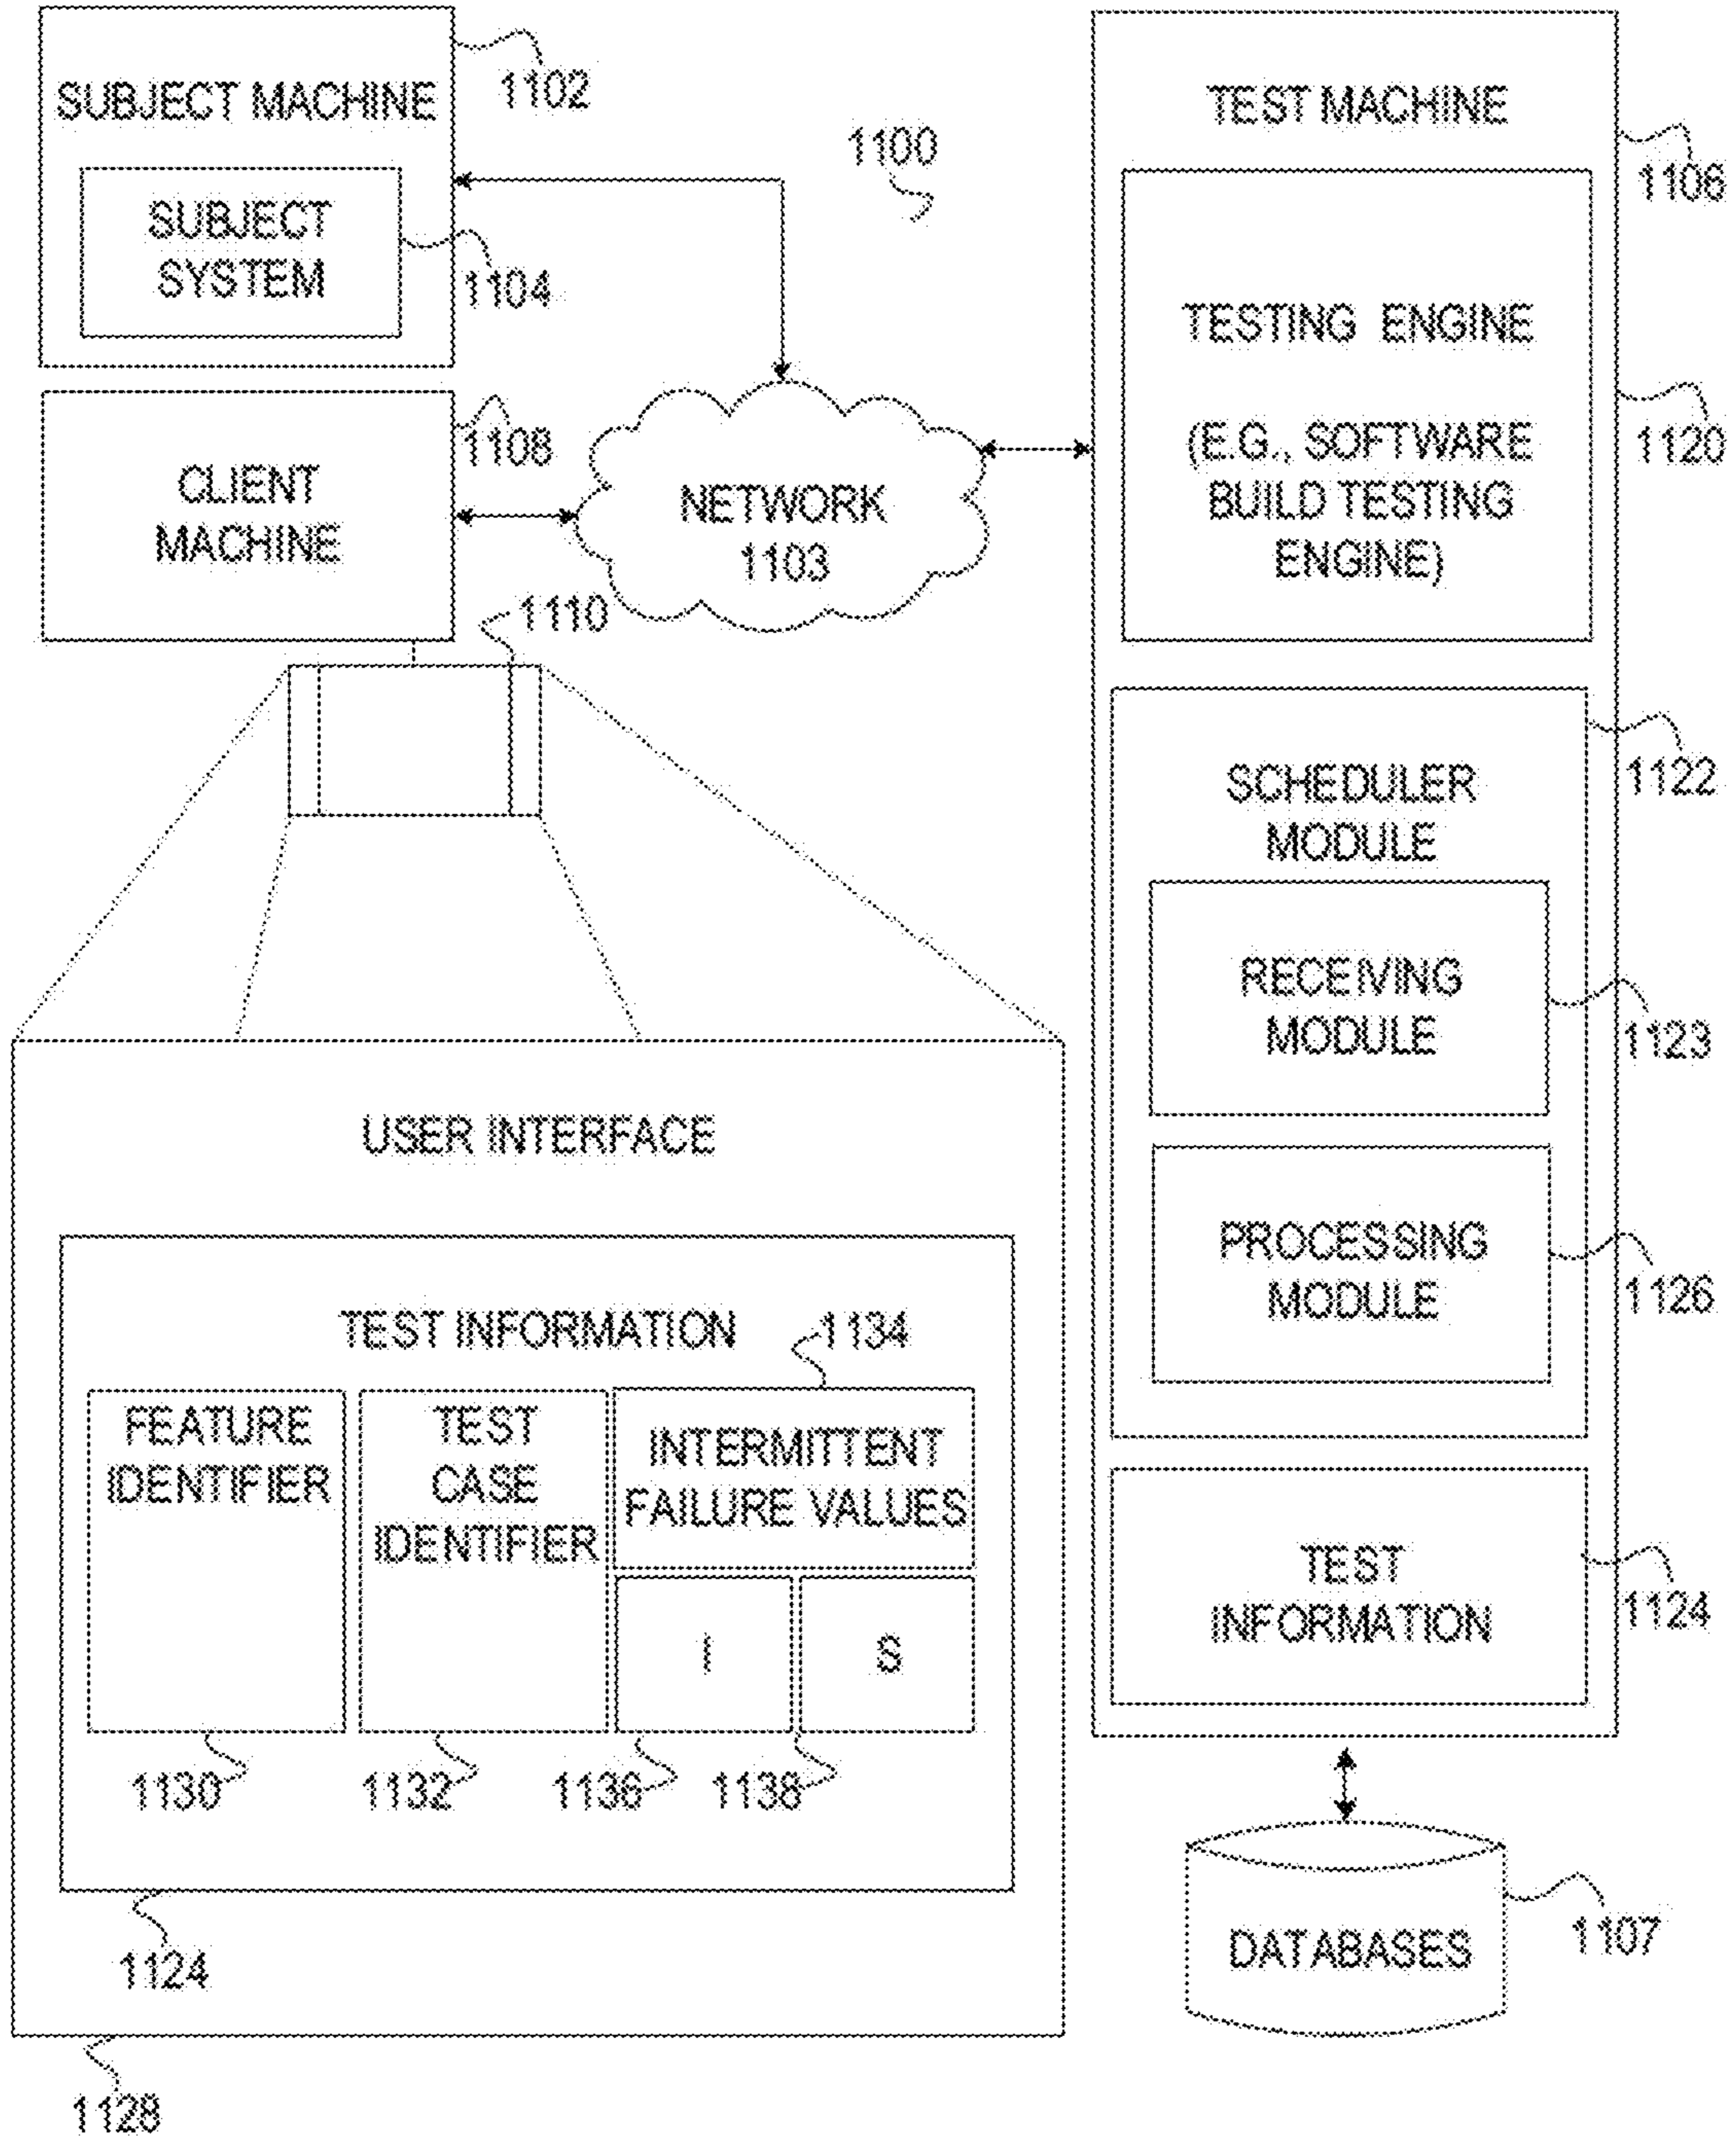 SUBJECT MACHINE
1102
SUBJECT
SYSTEM
1104
1100
TEST MACHINE
1106
TESTING ENGINE
(E.G., SOFTWARE
BUILD TESTING
ENGINE)
1120
CLIENT
MACHINE
1108
NETWORK
1103
1110
SCHEDULER
MODULE
1122
RECEIVING
MODULE
1123
PROCESSING
MODULE
1126
TEST
INFORMATION
1124
DATABASES
1107
USER INTERFACE
TEST INFORMATION
1134
FEATURE
IDENTIFIER
TEST
CASE
IDENTIFIER
INTERMITTENT
FAILURE VALUES
I
S
1130
1132
1136
1138
1124
1128